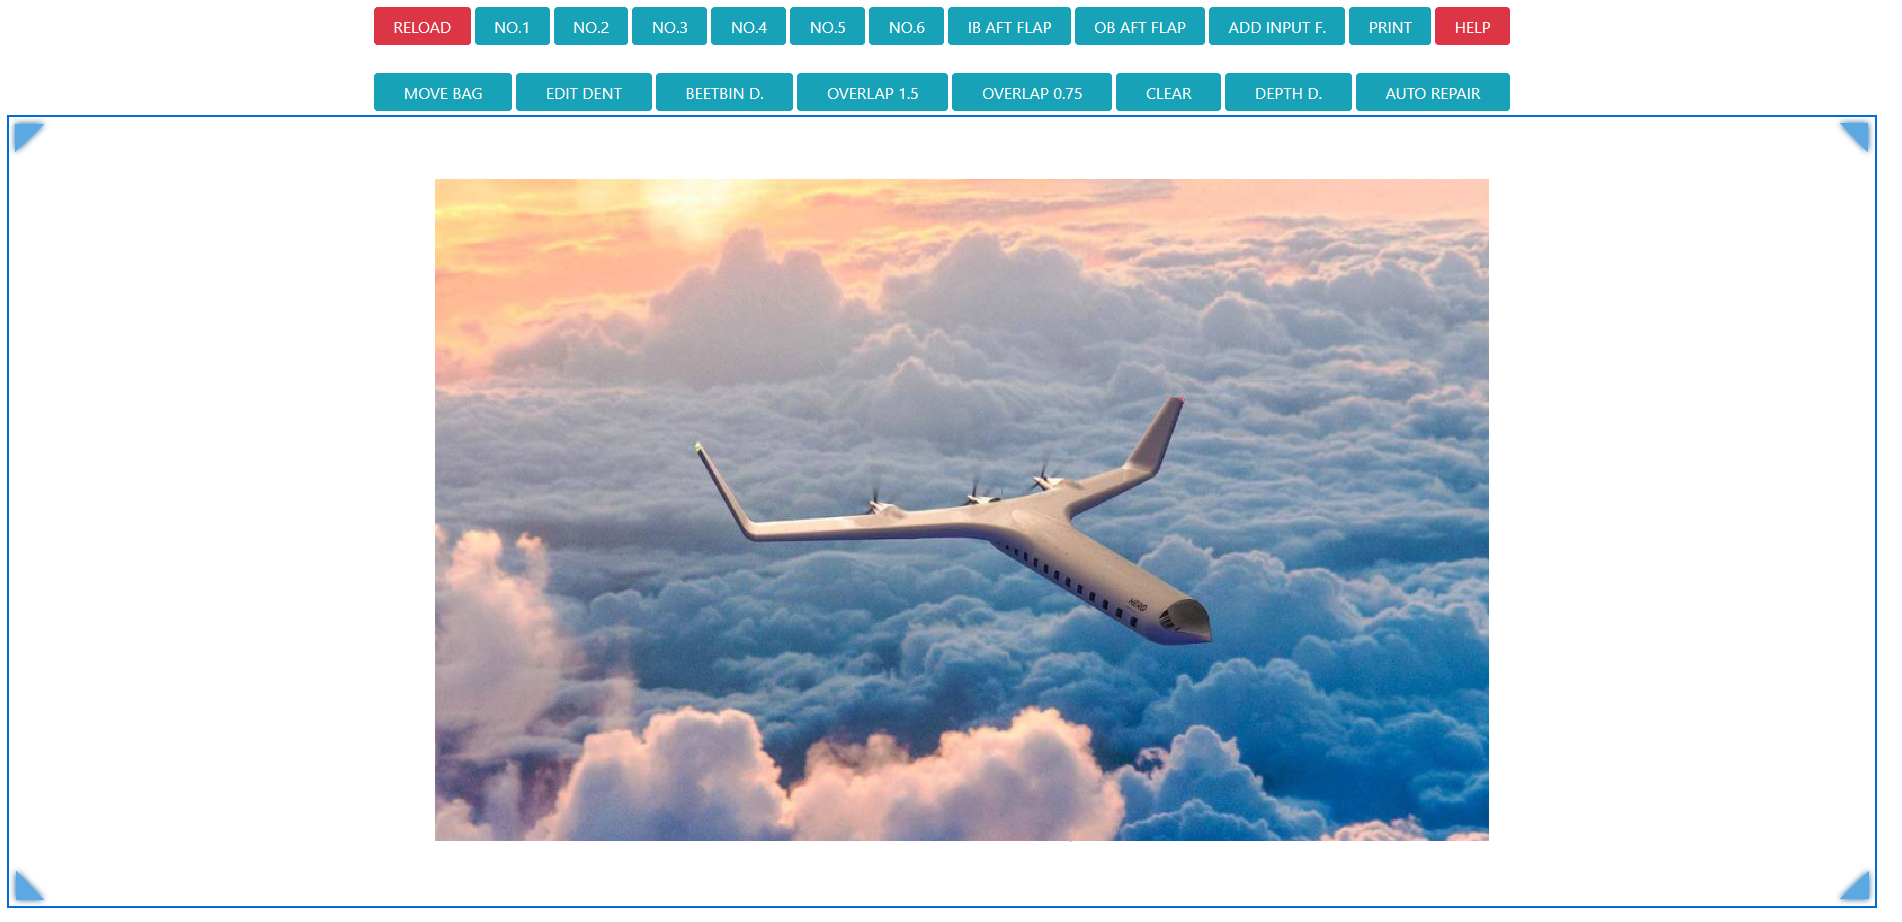 RELOAD NO.1 NO.2 NO.3 NO.4 NO.5 NO.6 IB AFT FLAP OB AFT FLAP ADD INPUT F. PRINT HELP
MOVE BAG EDIT DENT BEETBIN D. OVERLAP 1.5 OVERLAP 0.75 CLEAR DEPTH D. AUTO REPAIR